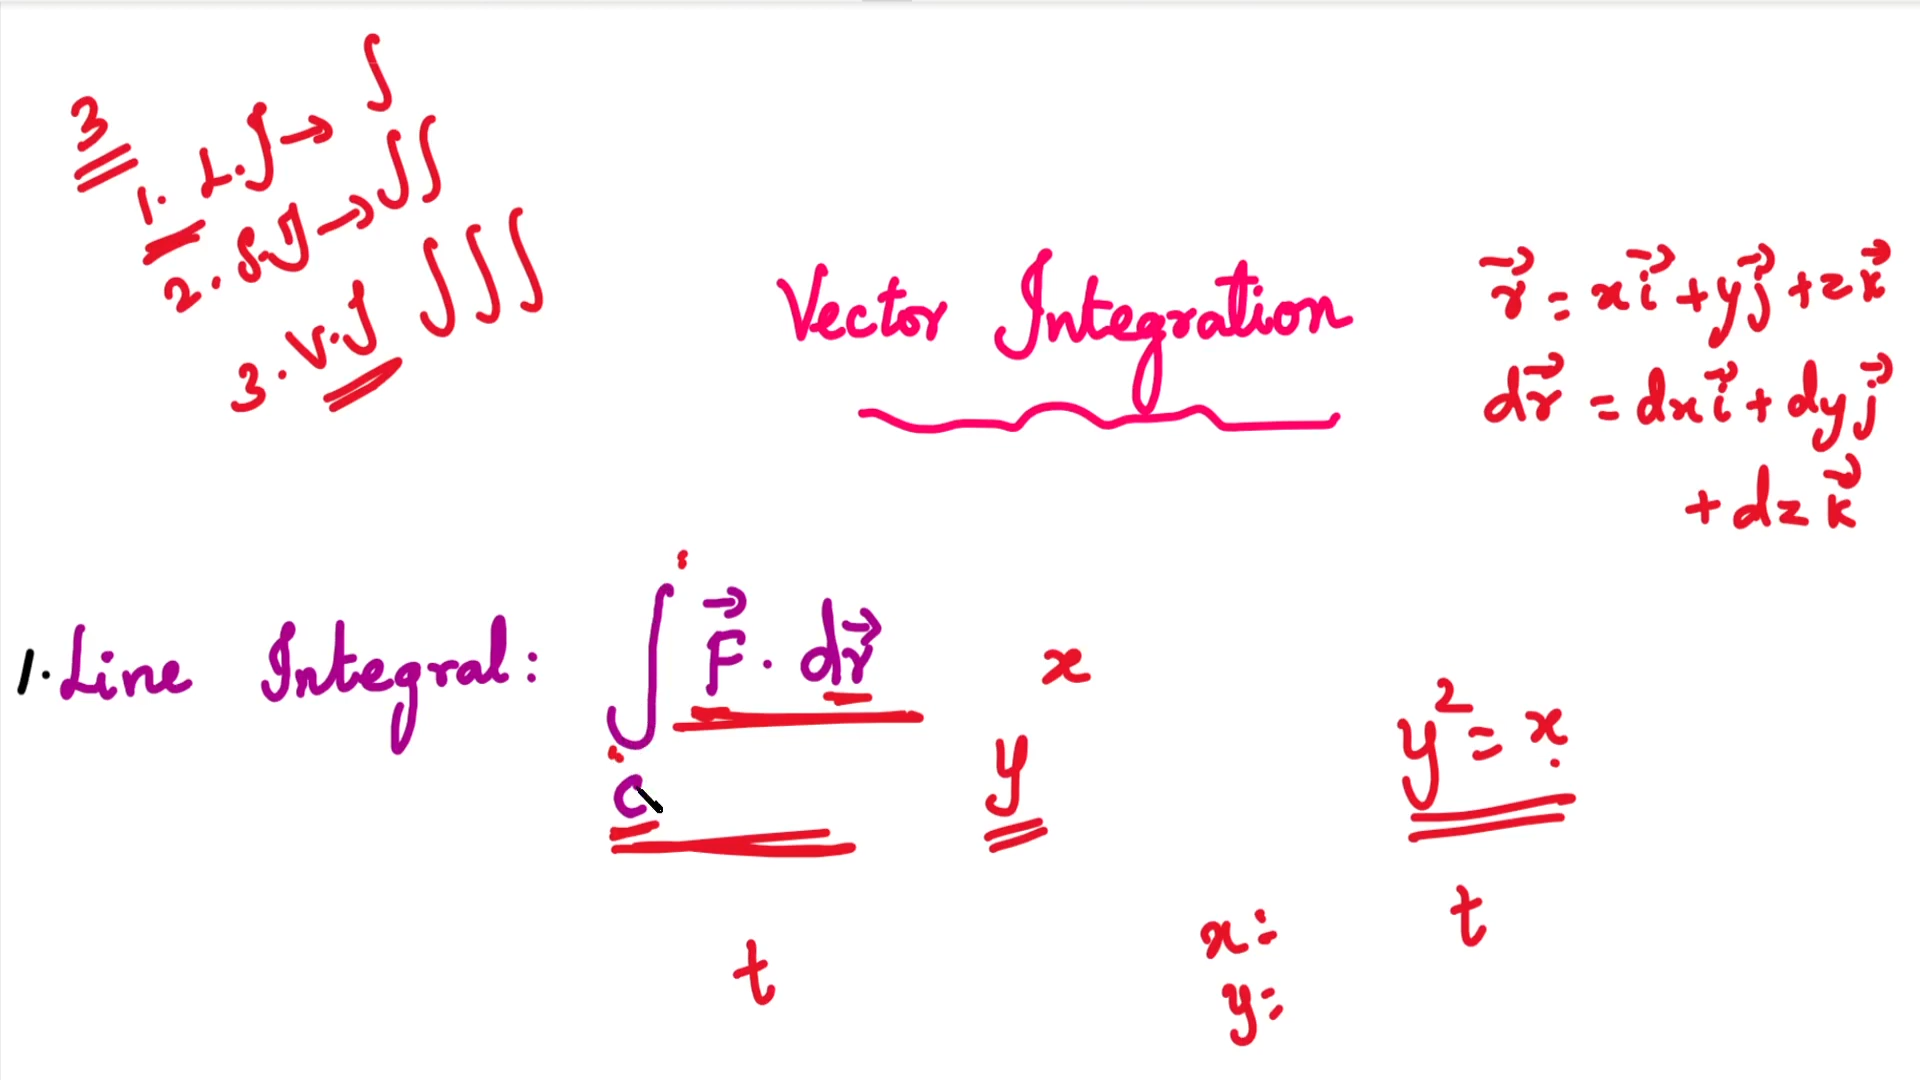 3
1. L.I → ∫
2. S.I → ∫∫
3. V.I ∫∫∫
Vector Integration
r⃗ = xi⃗ + yj⃗ + zk⃗
dr⃗ = dxi⃗ + dyj⃗
+ dzk⃗
1. Line Integral: ∫ F⃗ . dr⃗
c
x
y
y² = x
t
x =
y =
t